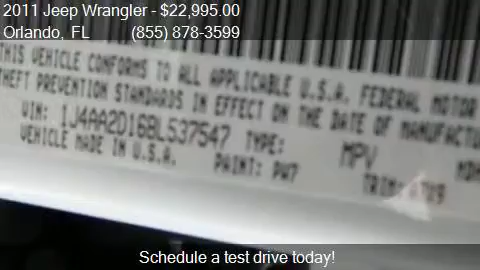 2011 Jeep Wrangler - $22,995.00
Orlando, FL (855) 878-3599
THIS VEHICLE CONFORMS TO ALL APPLICABLE U.S.A. FEDERAL MOTOR
THEFT PREVENTION STANDARDS IN EFFECT ON THE DATE OF MANUFACTU
VIN: 1J4AA2D16BL537547 TYPE: MPV
VEHICLE MADE IN U.S.A. PAINT: PW7 TRIM:
Schedule a test drive today!